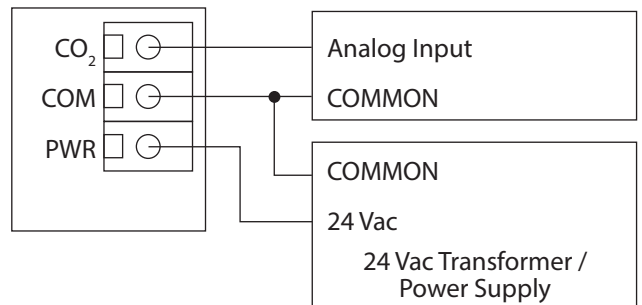 CO₂
COM
PWR
Analog Input
COMMON
COMMON
24 Vac
24 Vac Transformer /
Power Supply